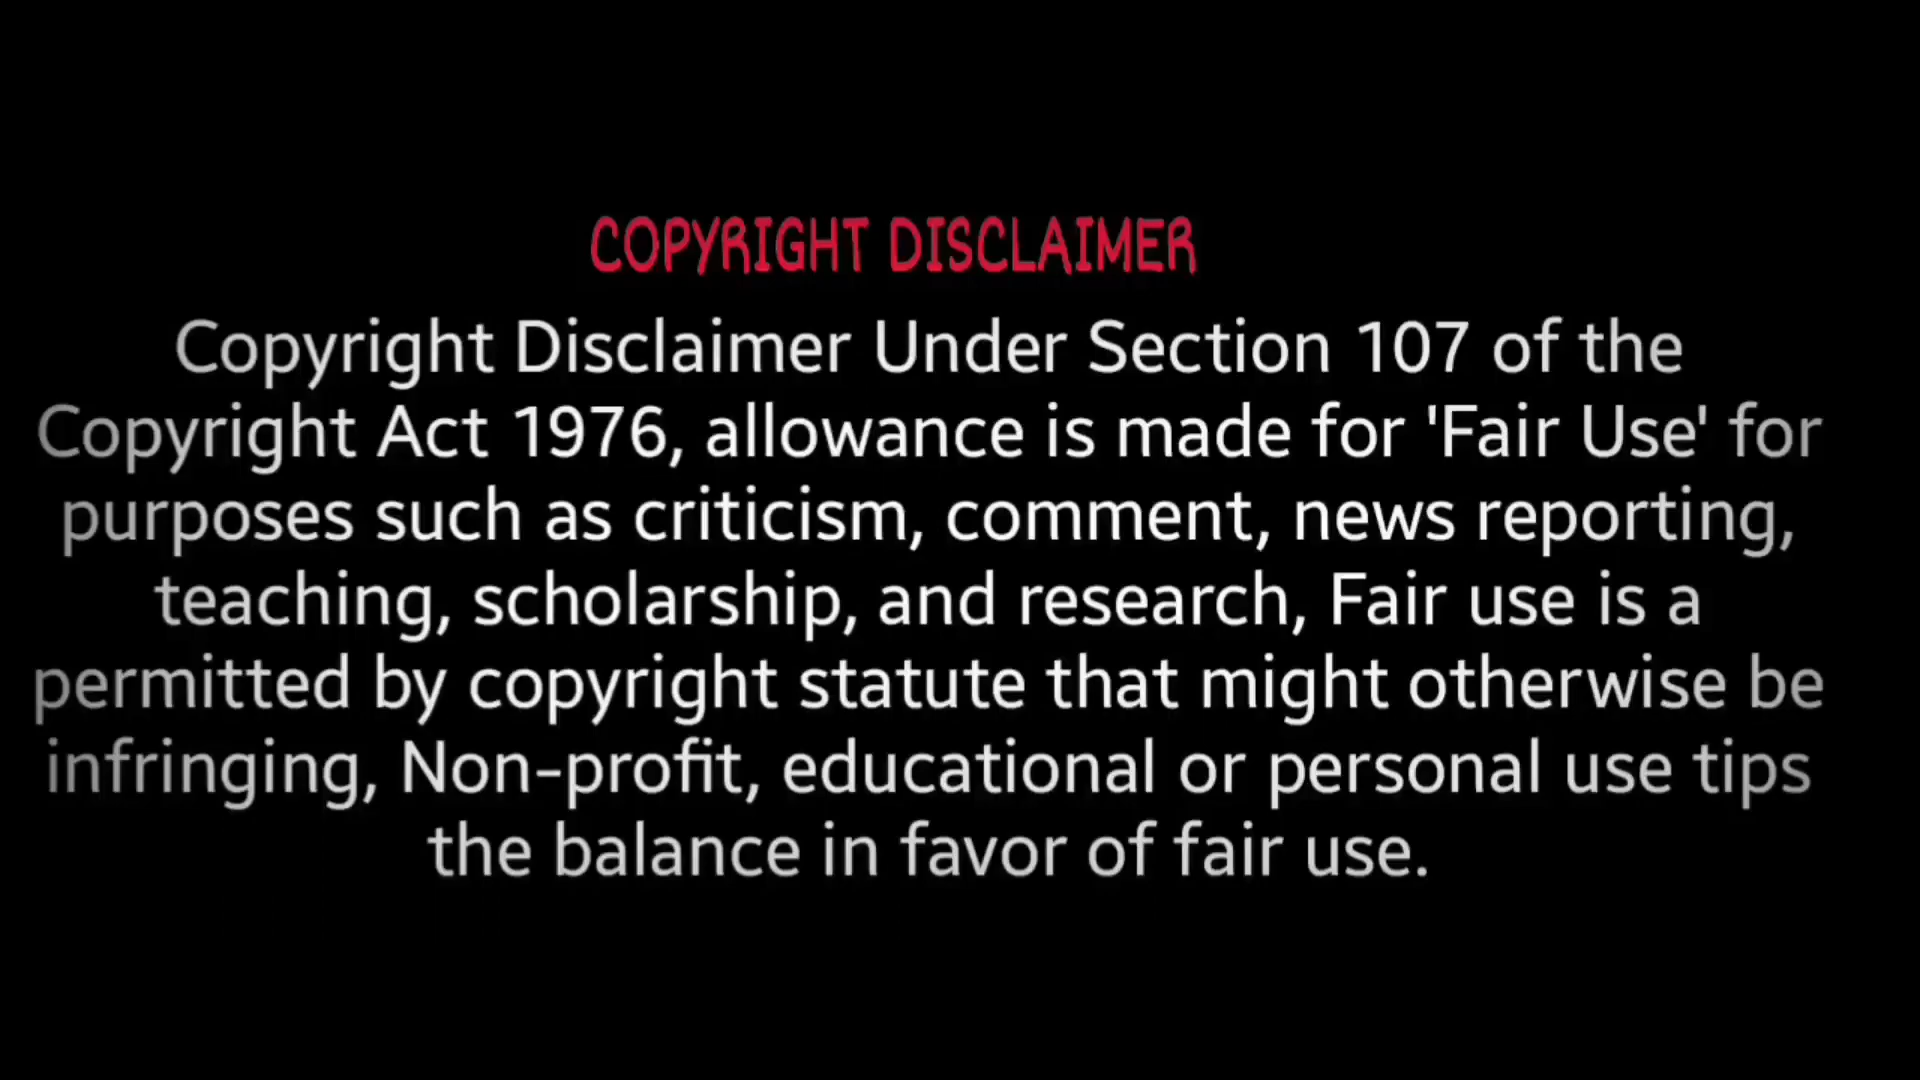 COPYRIGHT DISCLAIMER
Copyright Disclaimer Under Section 107 of the
Copyright Act 1976, allowance is made for 'Fair Use' for
purposes such as criticism, comment, news reporting,
teaching, scholarship, and research, Fair use is a
permitted by copyright statute that might otherwise be
infringing, Non-profit, educational or personal use tips
the balance in favor of fair use.